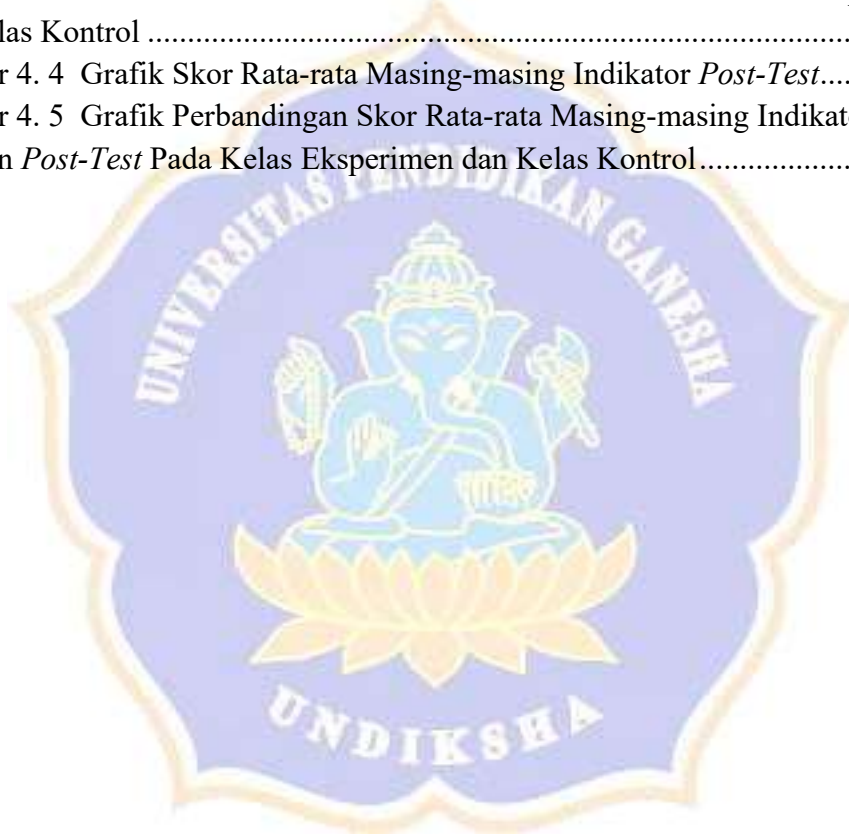 las Kontrol ....................................................................................
r 4. 4 Grafik Skor Rata-rata Masing-masing Indikator Post-Test....
r 4. 5 Grafik Perbandingan Skor Rata-rata Masing-masing Indikato
n Post-Test Pada Kelas Eksperimen dan Kelas Kontrol...................
UNIVERSITAS PENDIDIKAN GANESHA
UNDIKSHA